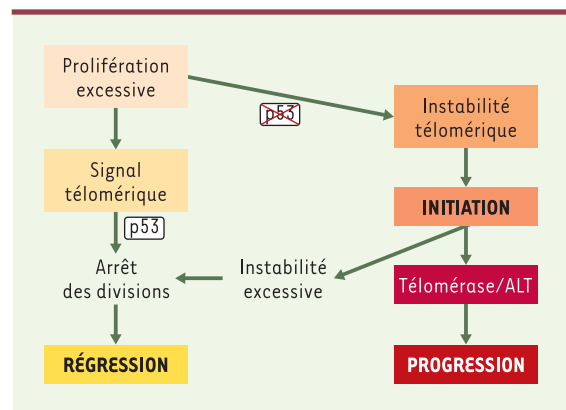 Prolifération
excessive
p53
Instabilité
télomérique
Signal
télomérique
p53
INITIATION
Arrêt
des divisions
Instabilité
excessive
Télomérase/ALT
RÉGRESSION
PROGRESSION